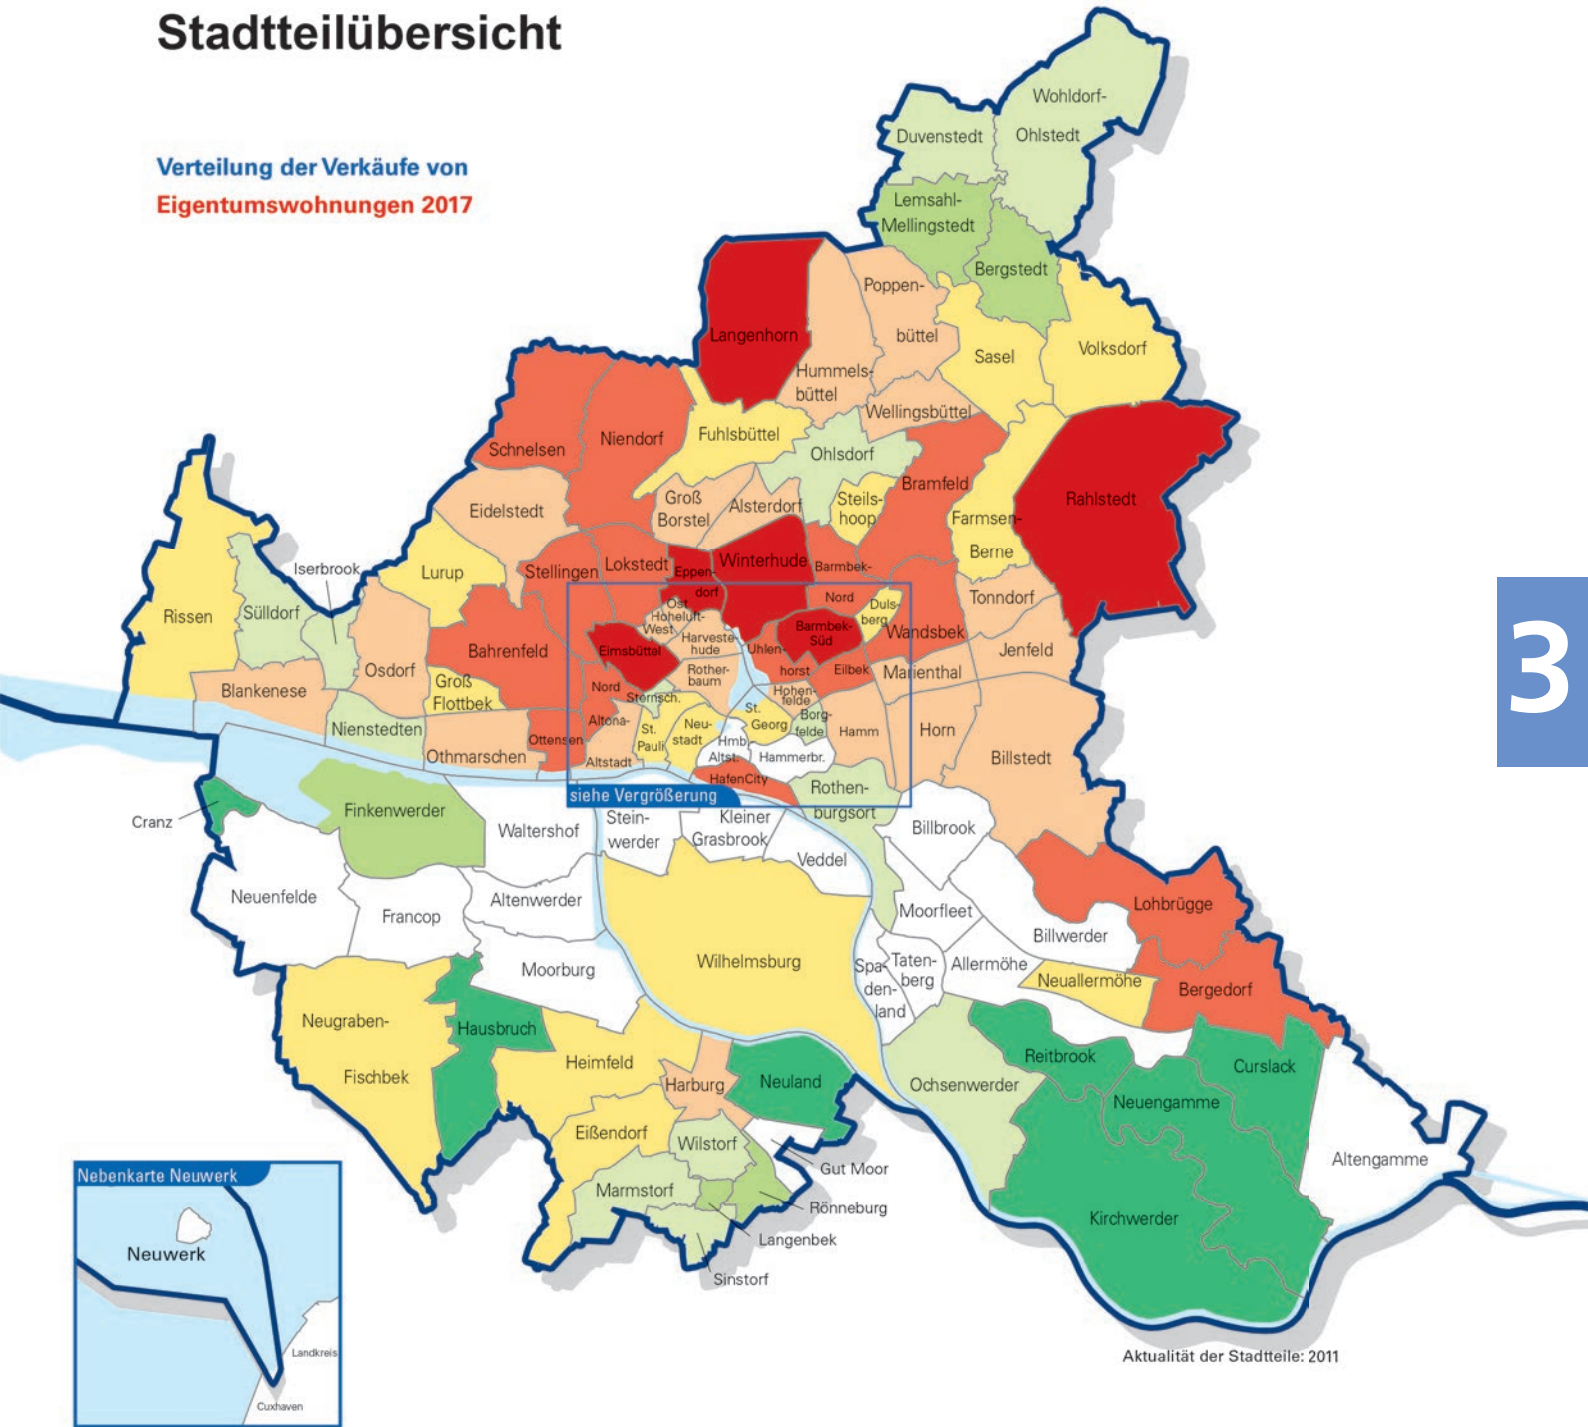 Stadtteilübersicht
Verteilung der Verkäufe von
Eigentumswohnungen 2017
Wohldorf-
Duvenstedt
Ohlstedt
Lemsahl-
Mellingstedt
Bergstedt
Poppen-
büttel
Langenhorn
Hummels-
büttel
Sasel
Volksdorf
Wellingsbüttel
Schnelsen
Niendorf
Fuhlsbüttel
Ohlsdorf
Bramfeld
Rahlstedt
Eidelstedt
Groß
Borstel
Alsterdorf
Steils-
hoop
Farmsen-
Berne
Iserbrook
Lurup
Stellingen
Lokstedt
Eppen-
dorf
Winterhude
Barmbek-
Nord
Duls-
berg
Tonndorf
Rissen
Sülldorf
Ost
Hoheluft-
West
Harveste-
hude
Uhlen-
horst
Barmbek-
Süd
Wandsbek
Jenfeld
Osdorf
Bahrenfeld
Eimsbüttel
Rother-
baum
Eilbek
Marienthal
Blankenese
Groß
Flottbek
Nord
Altona-
Altstadt
Sternsch.
Hohen-
felde
Nienstedten
Othmarschen
Ottensen
St.
Pauli
Neu-
stadt
St.
Georg
Borg-
felde
Hamm
Horn
Billstedt
Hmb.
Altst.
Hammerbr.
HafenCity
siehe Vergrößerung
3
Rothen-
burgsort
Cranz
Finkenwerder
Waltershof
Stein-
werder
Kleiner
Grasbrook
Veddel
Billbrook
Neuenfelde
Francop
Altenwerder
Moorfleet
Billwerder
Lohbrügge
Moorburg
Wilhelmsburg
Spa-
den-
land
Taten-
berg
Allermöhe
Neuallermöhe
Bergedorf
Neugraben-
Fischbek
Hausbruch
Heimfeld
Harburg
Neuland
Ochsenwerder
Reitbrook
Curslack
Neuengamme
Eißendorf
Wilstorf
Gut Moor
Altengamme
Marmstorf
Rönneburg
Langenbek
Sinstorf
Kirchwerder
Nebenkarte Neuwerk
Neuwerk
Landkreis
Cuxhaven
Aktualität der Stadtteile: 2011